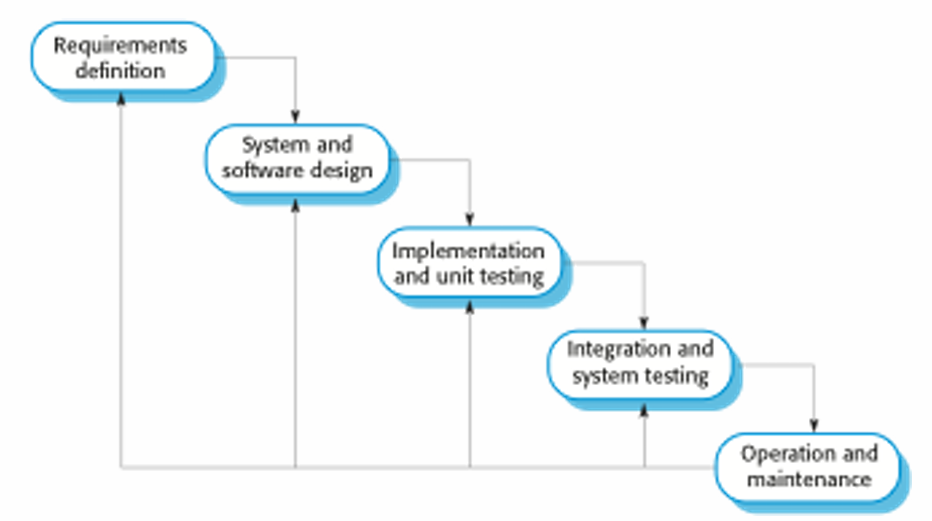 Requirements
definition
System and
software design
Implementation
and unit testing
Integration and
system testing
Operation and
maintenance